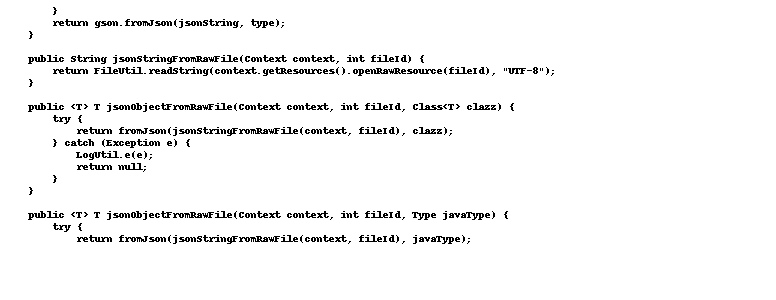 }
        return gson.fromJson(jsonString, type);
    }

    public String jsonStringFromRawFile(Context context, int fileId) {
        return FileUtil.readString(context.getResources().openRawResource(fileId), "UTF-8");
    }

    public <T> T jsonObjectFromRawFile(Context context, int fileId, Class<T> clazz) {
        try {
            return fromJson(jsonStringFromRawFile(context, fileId), clazz);
        } catch (Exception e) {
            LogUtil.e(e);
            return null;
        }
    }

    public <T> T jsonObjectFromRawFile(Context context, int fileId, Type javaType) {
        try {
            return fromJson(jsonStringFromRawFile(context, fileId), javaType);